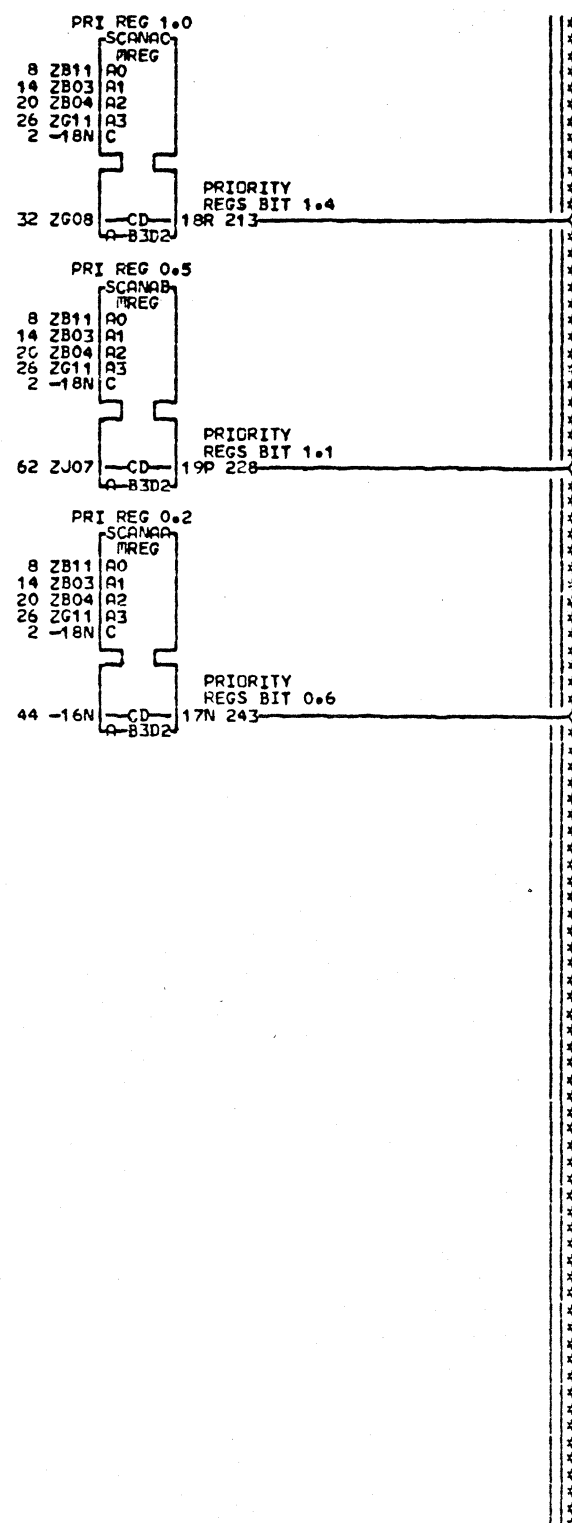 PRI REG 1.0
SCANAC
MREG
8 ZB11 A0
14 ZB03 A1
20 ZB04 A2
26 ZG11 A3
2 -18N C
PRIORITY
REGS BIT 1.4
32 ZG08 CD 18R 213
A-B3D2
PRI REG 0.5
SCANAB
MREG
8 ZB11 A0
14 ZB03 A1
20 ZB04 A2
26 ZG11 A3
2 -18N C
PRIORITY
REGS BIT 1.1
62 ZJ07 CD 19P 228
A-B3D2
PRI REG 0.2
SCANAA
MREG
8 ZB11 A0
14 ZB03 A1
20 ZB04 A2
26 ZG11 A3
2 -18N C
PRIORITY
REGS BIT 0.6
44 -16N CD 17N 243
A-B3D2